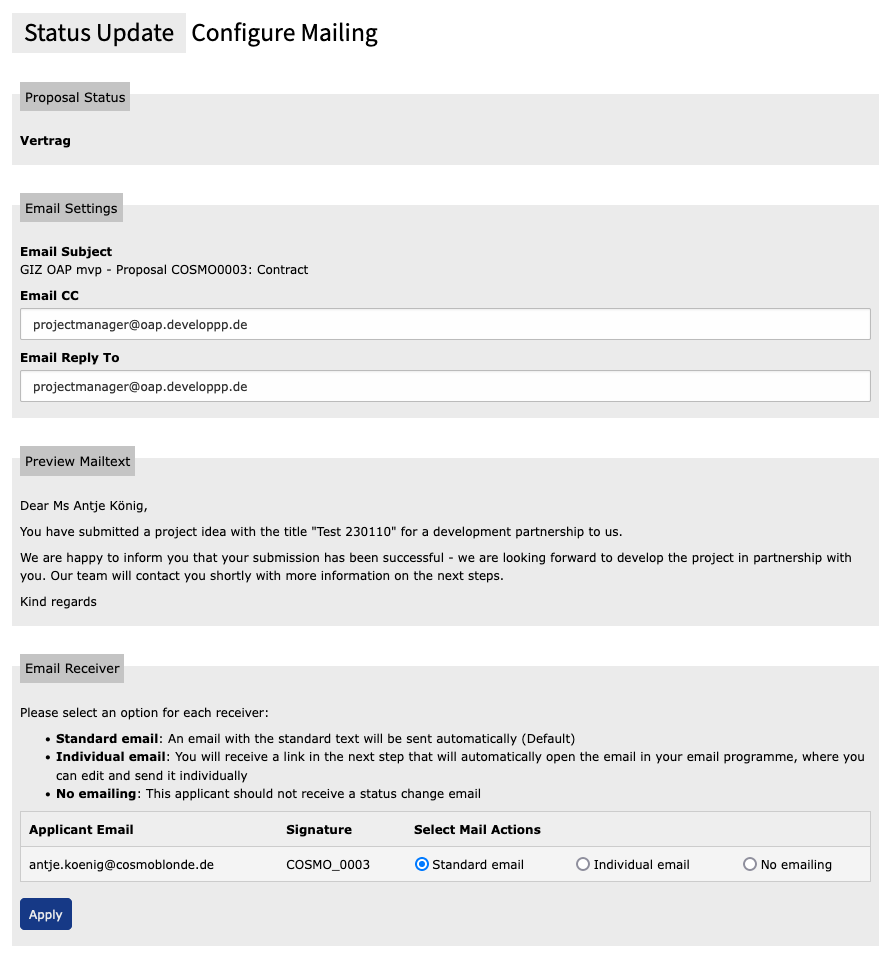 Status Update Configure Mailing
Proposal Status
Vertrag
Email Settings
Email Subject
GIZ OAP mvp - Proposal COSMO0003: Contract
Email CC
projectmanager@oap.developpp.de
Email Reply To
projectmanager@oap.developpp.de
Preview Mailtext
Dear Ms Antje König,
You have submitted a project idea with the title "Test 230110" for a development partnership to us.
We are happy to inform you that your submission has been successful - we are looking forward to develop the project in partnership with
you. Our team will contact you shortly with more information on the next steps.
Kind regards
Email Receiver
Please select an option for each receiver:
• Standard email: An email with the standard text will be sent automatically (Default)
• Individual email: You will receive a link in the next step that will automatically open the email in your email programme, where you
can edit and send it individually
• No emailing: This applicant should not receive a status change email
Applicant Email Signature Select Mail Actions
antje.koenig@cosmoblonde.de COSMO_0003 Standard email Individual email No emailing
Apply